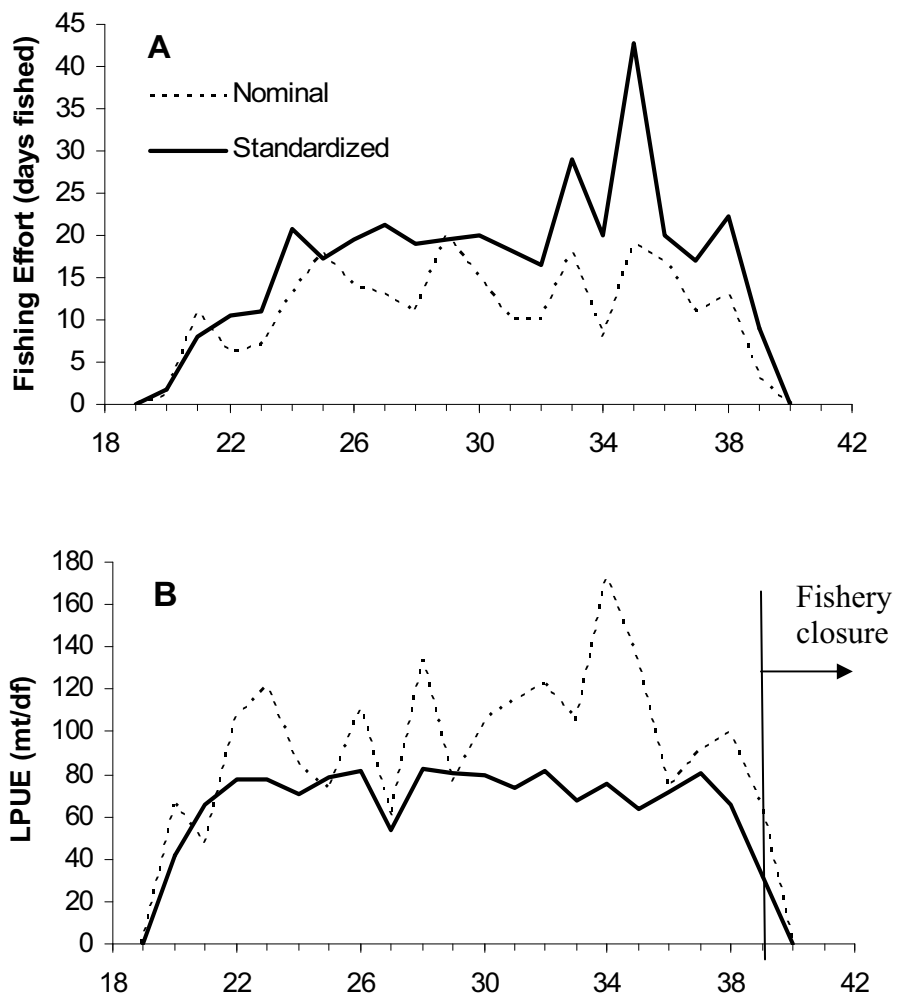 45
40
35
30
25
20
15
10
5
0
Fishing Effort (days fished)
A
Nominal
Standardized
18 22 26 30 34 38 42
180
160
140
120
100
80
60
40
20
0
LPUE (mt/df)
B
Fishery
closure
18 22 26 30 34 38 42